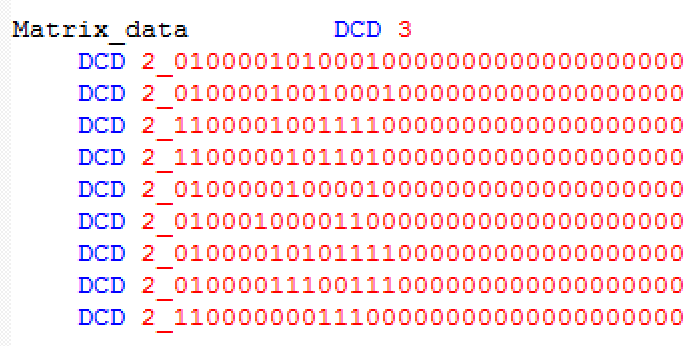 Matrix_data DCD 3
DCD 2_01000010100010000000000000000000
DCD 2_01000010010001000000000000000000
DCD 2_11000010011110000000000000000000
DCD 2_11000001011010000000000000000000
DCD 2_01000001000010000000000000000000
DCD 2_01000100001100000000000000000000
DCD 2_01000010101111000000000000000000
DCD 2_01000011100111000000000000000000
DCD 2_11000000001110000000000000000000